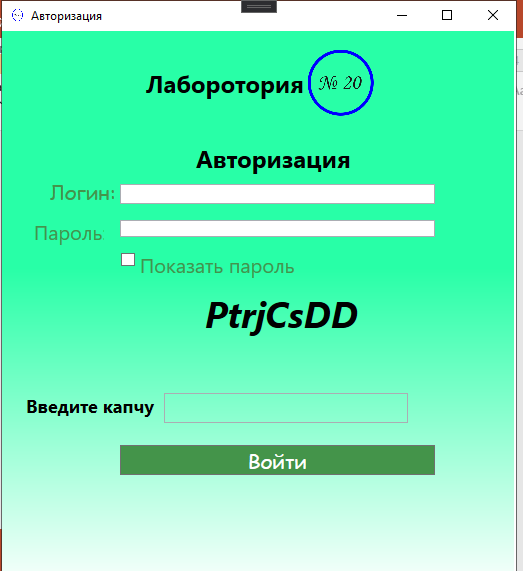 Авторизация
Лаборотория № 20
Авторизация
Логин:
Пароль
Показать пароль
PtrjCsDD
Введите капчу
Войти